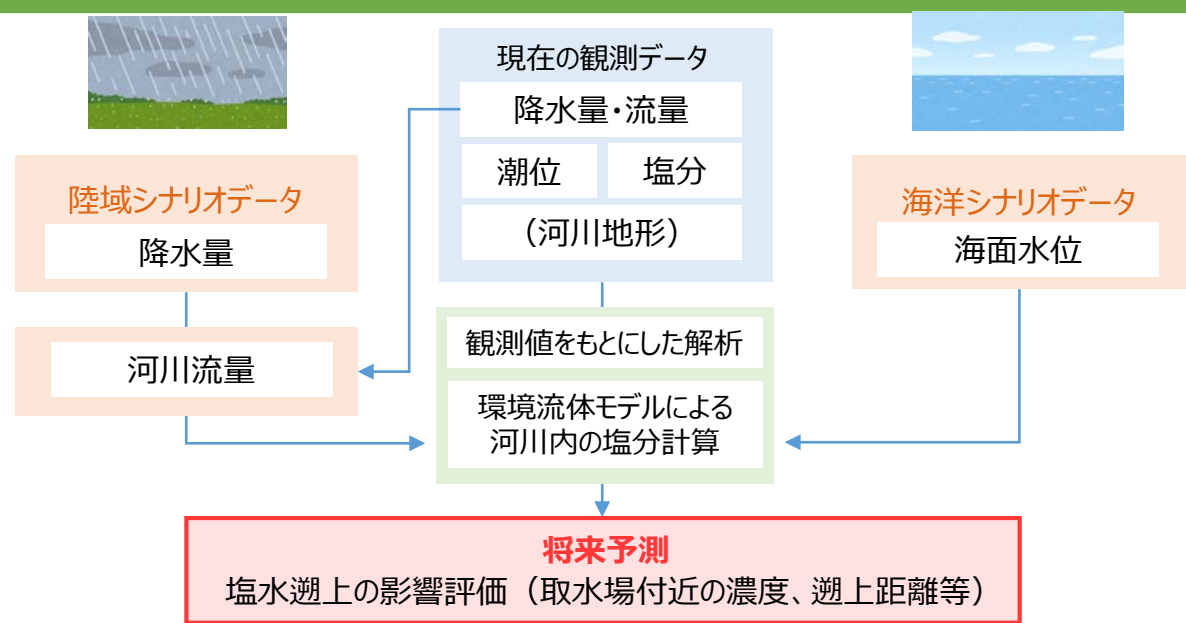 現在の観測データ
降水量・流量
潮位
塩分
（河川地形）
陸域シナリオデータ
降水量
河川流量
海洋シナリオデータ
海面水位
観測値をもとにした解析
環境流体モデルによる
河川内の塩分計算
将来予測
塩水遡上の影響評価（取水場付近の濃度、遡上距離等）